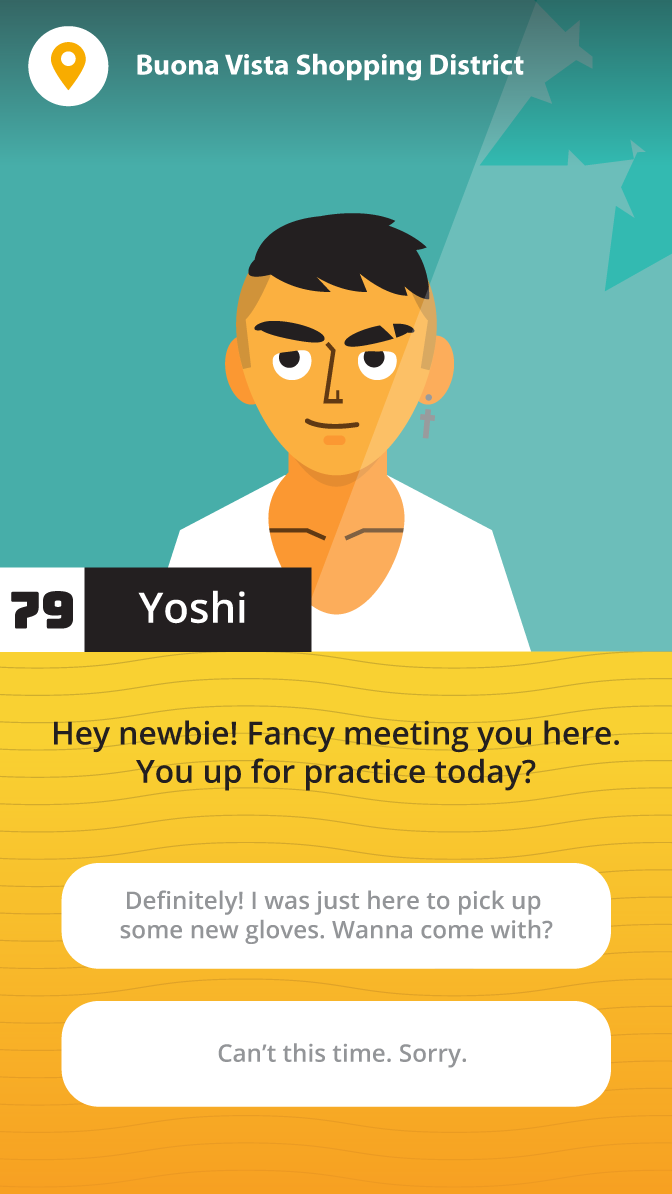 Buona Vista Shopping District
79
Yoshi
Hey newbie! Fancy meeting you here.
You up for practice today?
Definitely! I was just here to pick up
some new gloves. Wanna come with?
Can’t this time. Sorry.